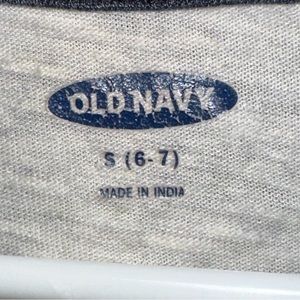 OLD NAVY
S (6-7)
MADE IN INDIA